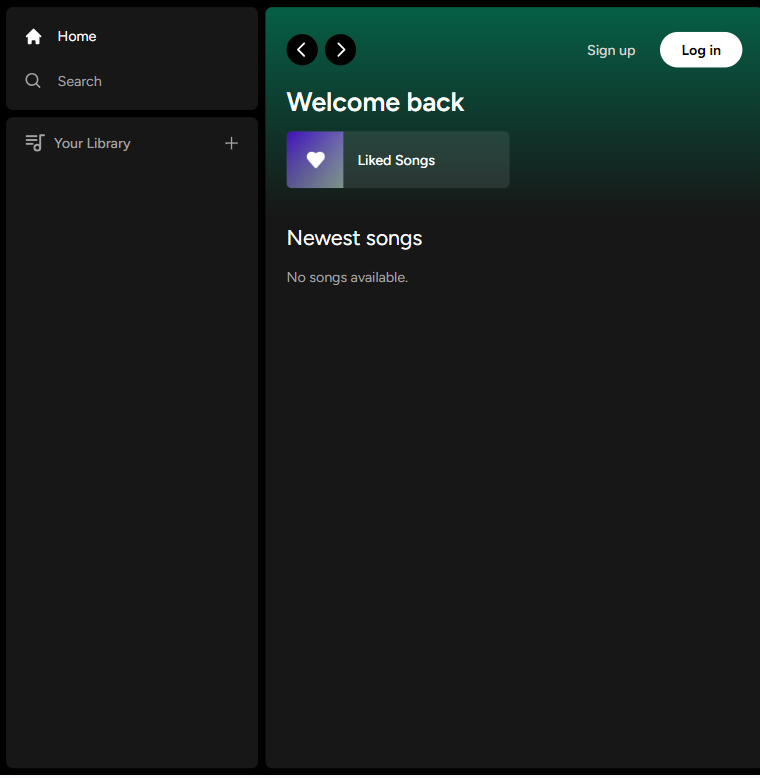 Home
Search
Your Library
Sign up
Log in
Welcome back
Liked Songs
Newest songs
No songs available.